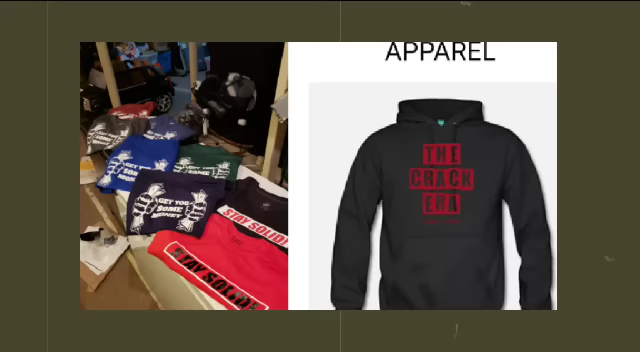 APPAREL
THE
CRACK
ERA
GET YOU
SOME
MONEY
GET YOU
SOME
MONEY
STAY SOLID
STAY SOLID